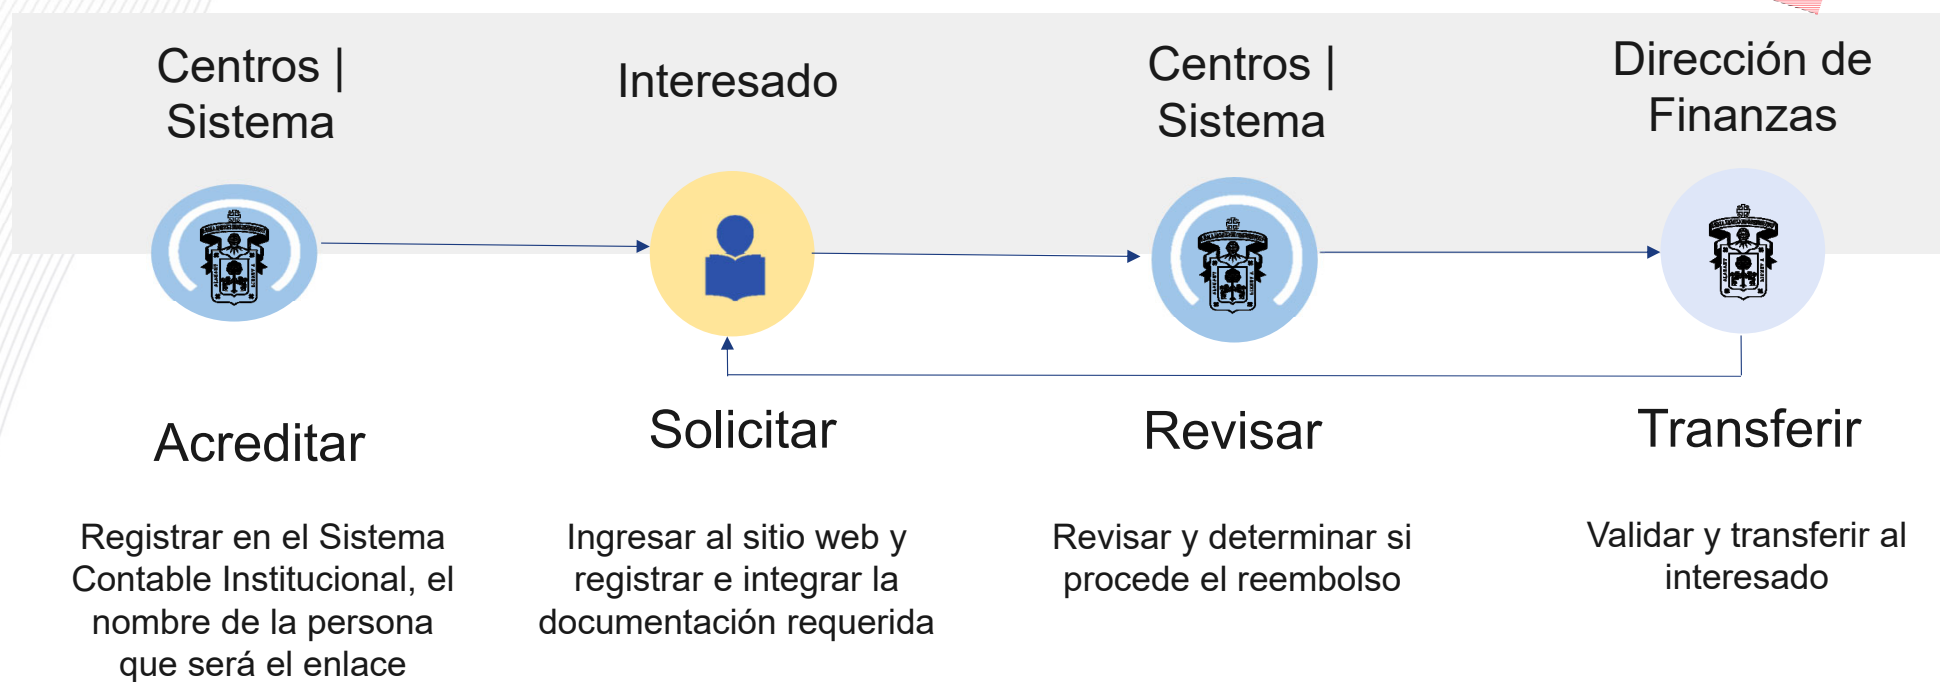 Centros |
Sistema
Interesado
Centros |
Sistema
Dirección de
Finanzas
Acreditar
Solicitar
Revisar
Transferir
Registrar en el Sistema
Contable Institucional, el
nombre de la persona
que será el enlace
Ingresar al sitio web y
registrar e integrar la
documentación requerida
Revisar y determinar si
procede el reembolso
Validar y transferir al
interesado